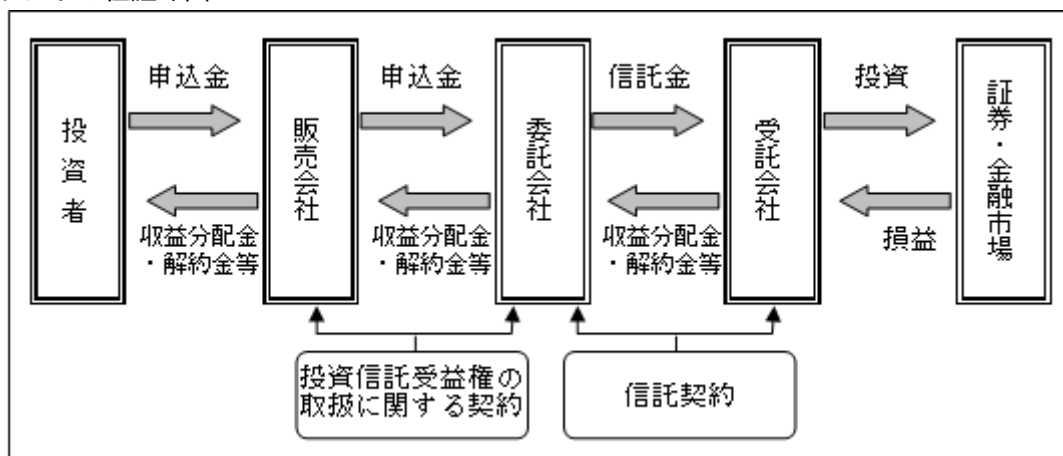 申込金
申込金
信託金
投資
投資者
販売会社
委託会社
受託会社
証券・金融市場
収益分配金
・解約金等
収益分配金
・解約金等
収益分配金
・解約金等
損益
投資信託受益権の
取扱に関する契約
信託契約